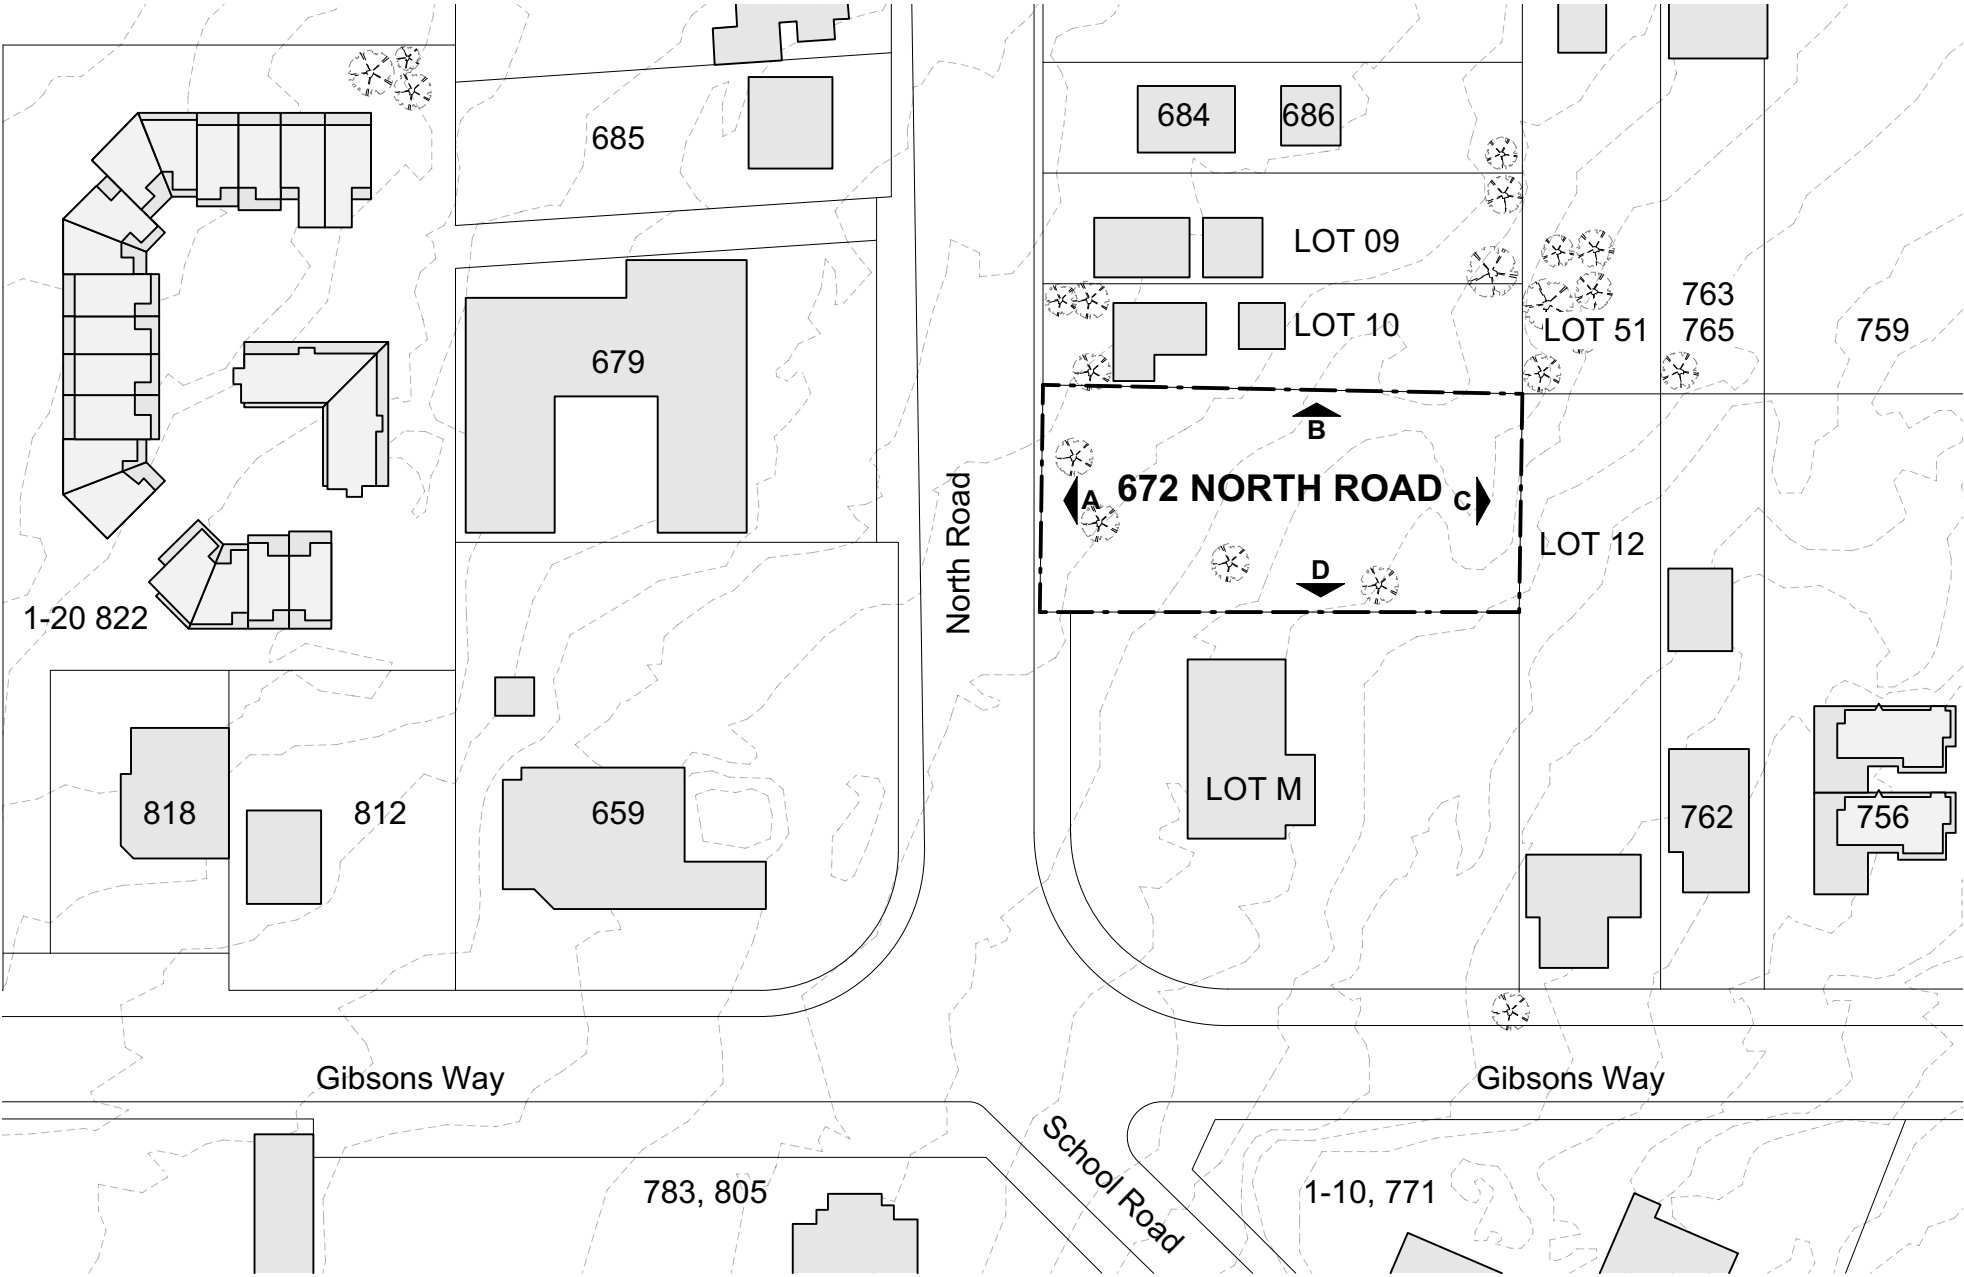 685
684
686
LOT 09
LOT 10
LOT 51
763
765
759
679
B
672 NORTH ROAD
A
C
D
North Road
LOT 12
1-20 822
818
812
659
LOT M
762
756
Gibsons Way
Gibsons Way
School Road
783, 805
1-10, 771